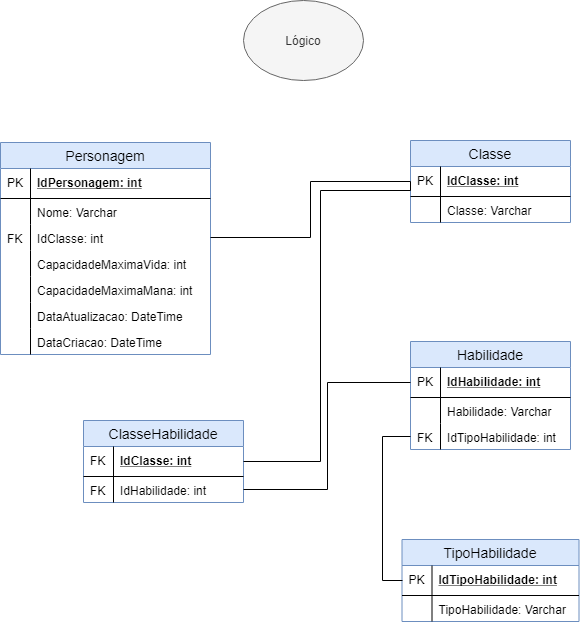 Lógico
Personagem
PK IdPersonagem: int
Nome: Varchar
FK IdClasse: int
CapacidadeMaximaVida: int
CapacidadeMaximaMana: int
DataAtualizacao: DateTime
DataCriacao: DateTime
Classe
PK IdClasse: int
Classe: Varchar
Habilidade
PK IdHabilidade: int
Habilidade: Varchar
FK IdTipoHabilidade: int
ClasseHabilidade
FK IdClasse: int
FK IdHabilidade: int
TipoHabilidade
PK IdTipoHabilidade: int
TipoHabilidade: Varchar